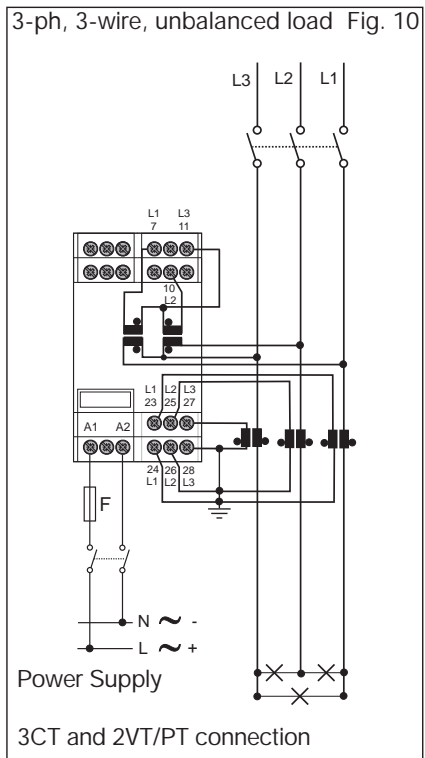 3-ph, 3-wire, unbalanced load Fig. 10
L3 L2 L1
L1 L3
7 11
10
L2
L1 L2 L3
23 25 27
A1 A2
24 26 28
L1 L2 L3
F
N ~ -
L ~ +
Power Supply
3CT and 2VT/PT connection